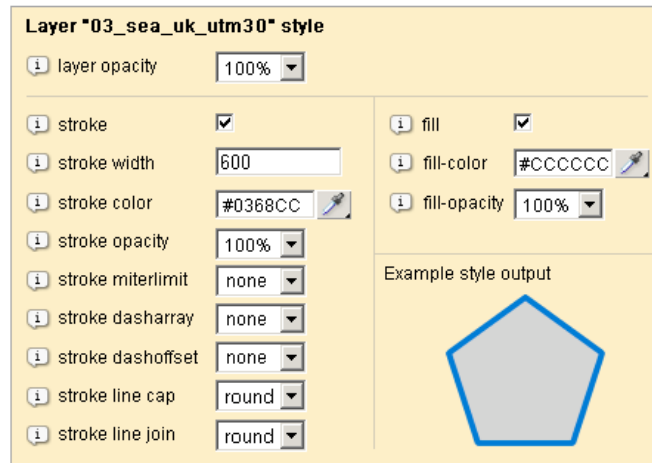 Layer "03_sea_uk_utm30" style
layer opacity 100%
stroke
stroke width 600
stroke color #0368CC
stroke opacity 100%
stroke miterlimit none
stroke dasharray none
stroke dashoffset none
stroke line cap round
stroke line join round
fill
fill-color #CCCCCC
fill-opacity 100%
Example style output